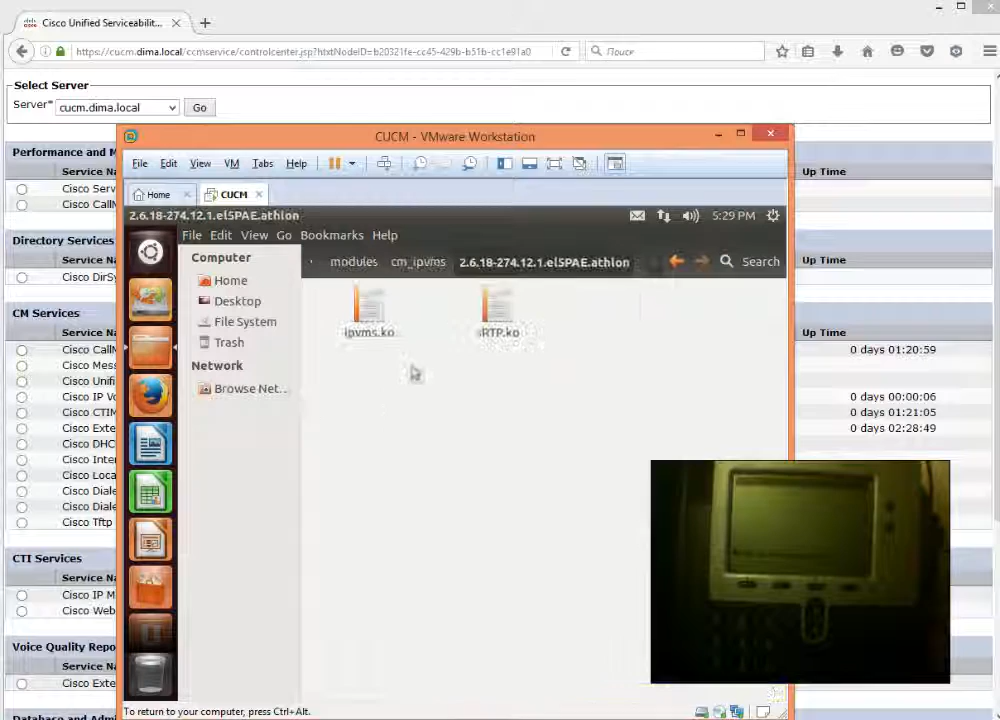 Cisco Unified Serviceabilit...
https://cucm.dima.local/ccmservice/controlcenter.jsp?htxtNodeID=b20321fe-cc45-429b-b51b-cc1e91a0
Поиск
Select Server
Server*
cucm.dima.local
Go
CUCM - VMware Workstation
File Edit View VM Tabs Help
Home
CUCM
2.6.18-274.12.1.el5PAE.athlon
5:29 PM
File Edit View Go Bookmarks Help
Computer
Home
Desktop
File System
Trash
Network
Browse Net...
modules cm_ipvms 2.6.18-274.12.1.el5PAE.athlon
Search
ipvms.ko
sRTP.ko
To return to your computer, press Ctrl+Alt.
Performance and M
Service Na
Up Time
Cisco Serv
Cisco CallM
Directory Services
Service Na
Up Time
Cisco DirSy
CM Services
Service Na
Up Time
Cisco CallM
0 days 01:20:59
Cisco Mess
Cisco Unifi
Cisco IP Vo
0 days 00:00:06
Cisco CTIM
0 days 01:21:05
Cisco Exte
0 days 02:28:49
Cisco DHC
Cisco Inter
Cisco Loca
Cisco Diale
Cisco Diale
Cisco Tftp
CTI Services
Service Na
Cisco IP M
Cisco Web
Voice Quality Repo
Service Na
Cisco Exte
Database and Admi